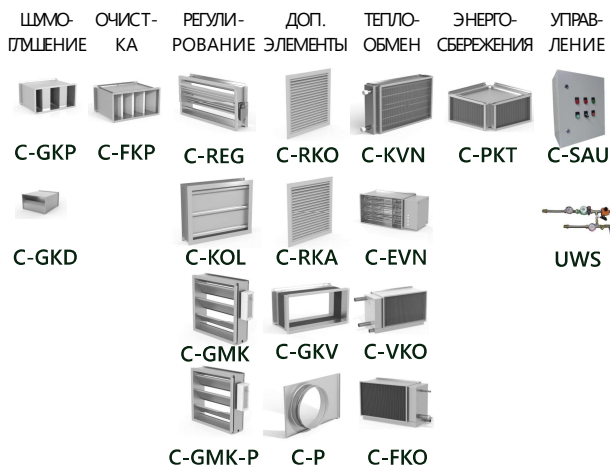 ШУМО- ОЧИСТ- РЕГУЛИ- ДОП. ТЕПЛО- ЭНЕРГО- УПРАВ-
ГЛУШЕНИЕ КА РОВАНИЕ ЭЛЕМЕНТЫ ОБМЕН СБЕРЕЖЕНИЯ ЛЕНИЕ
C-GKP C-FKP C-REG C-RKO C-KVN C-PKT C-SAU
C-GKD C-KOL C-RKA C-EVN UWS
C-GMK C-GKV C-VKO
C-GMK-P C-P C-FKO